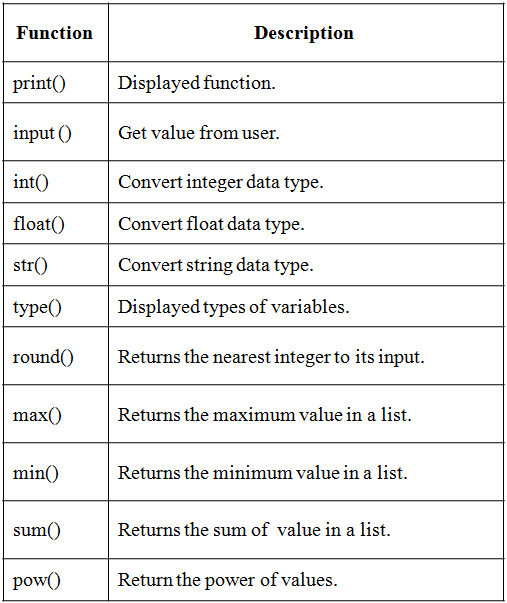 Function Description
print() Displayed function.
input () Get value from user.
int() Convert integer data type.
float() Convert float data type.
str() Convert string data type.
type() Displayed types of variables.
round() Returns the nearest integer to its input.
max() Returns the maximum value in a list.
min() Returns the minimum value in a list.
sum() Returns the sum of  value in a list.
pow() Return the power of values.